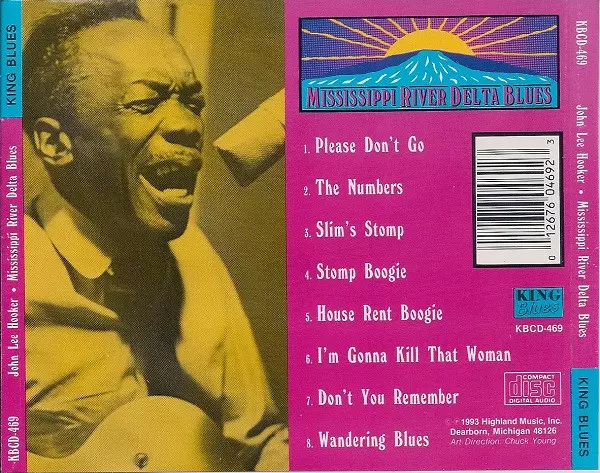 KING BLUES
John Lee Hooker • Mississippi River Delta Blues
KBCD-469
MISSISSIPPI RIVER DELTA BLUES
1. Please Don't Go
2. The Numbers
3. Slim's Stomp
4. Stomp Boogie
5. House Rent Boogie
6. I'm Gonna Kill That Woman
7. Don't You Remember
8. Wandering Blues
0 12676 04692 3
KING
Blues
KBCD-469
COMPACT
disc
DIGITAL AUDIO
©℗1993 Highland Music, Inc.
Dearborn, Michigan 48126
Art Direction: Chuck Young
KBCD-469
John Lee Hooker • Mississippi River Delta Blues
KING BLUES